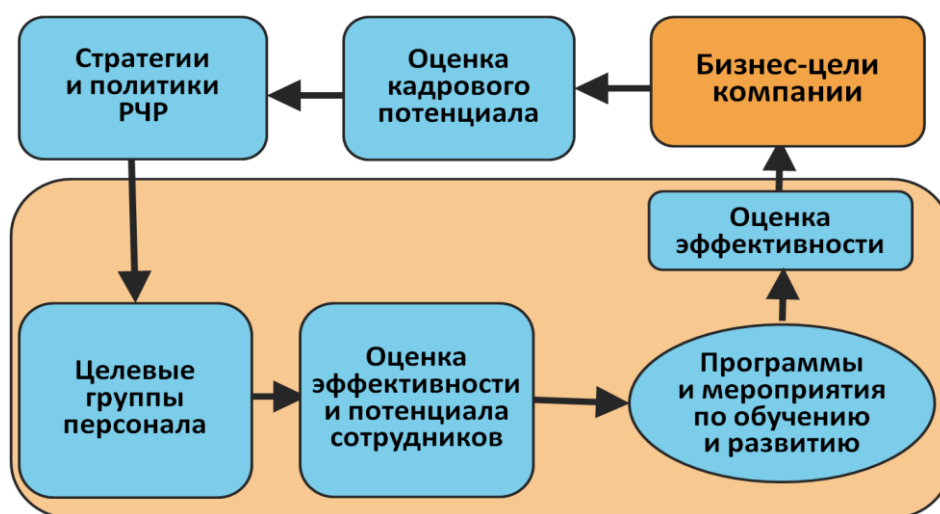 Стратегии
и политики
РЧР
Оценка
кадрового
потенциала
Бизнес-цели
компании
Оценка
эффективности
Целевые
группы
персонала
Оценка
эффективности
и потенциала
сотрудников
Программы
и мероприятия
по обучению
и развитию